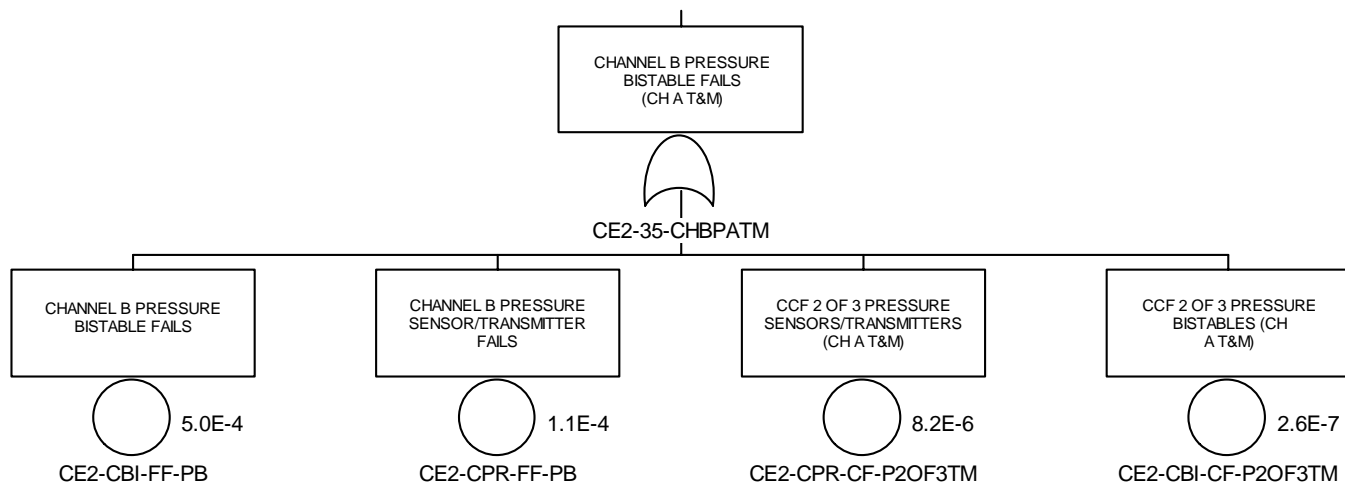 CHANNEL B PRESSURE
BISTABLE FAILS
(CH A T&M)
CE2-35-CHBPATM
CHANNEL B PRESSURE
BISTABLE FAILS
CHANNEL B PRESSURE
SENSOR/TRANSMITTER
FAILS
CCF 2 OF 3 PRESSURE
SENSORS/TRANSMITTERS
(CH A T&M)
CCF 2 OF 3 PRESSURE
BISTABLES (CH
A T&M)
5.0E-4
1.1E-4
8.2E-6
2.6E-7
CE2-CBI-FF-PB
CE2-CPR-FF-PB
CE2-CPR-CF-P2OF3TM
CE2-CBI-CF-P2OF3TM